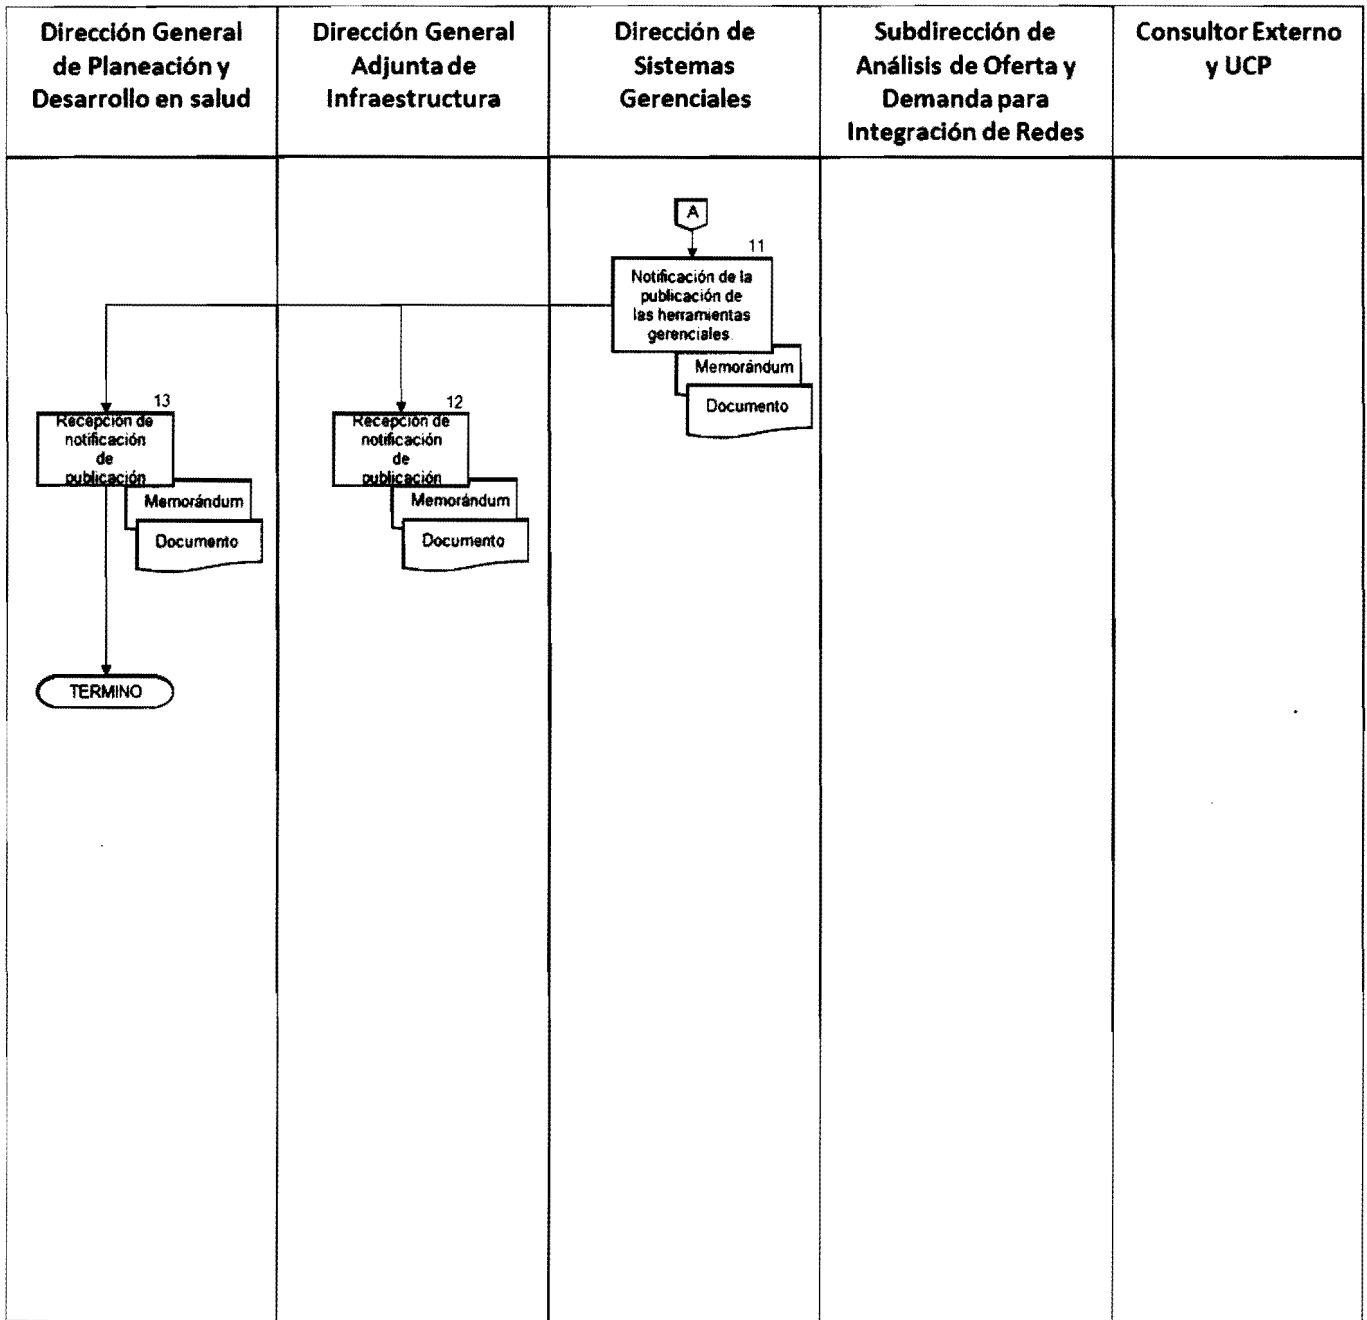 Dirección General
de Planeación y
Desarrollo en salud
Dirección General
Adjunta de
Infraestructura
Dirección de
Sistemas
Gerenciales
Subdirección de
Análisis de Oferta y
Demanda para
Integración de Redes
Consultor Externo
y UCP
A
11
Notificación de la
publicación de
las herramientas
gerenciales.
Memorándum
Documento
13
Recepción de
notificación
de
publicación
Memorándum
Documento
12
Recepción de
notificación
de
publicación
Memorándum
Documento
TERMINO